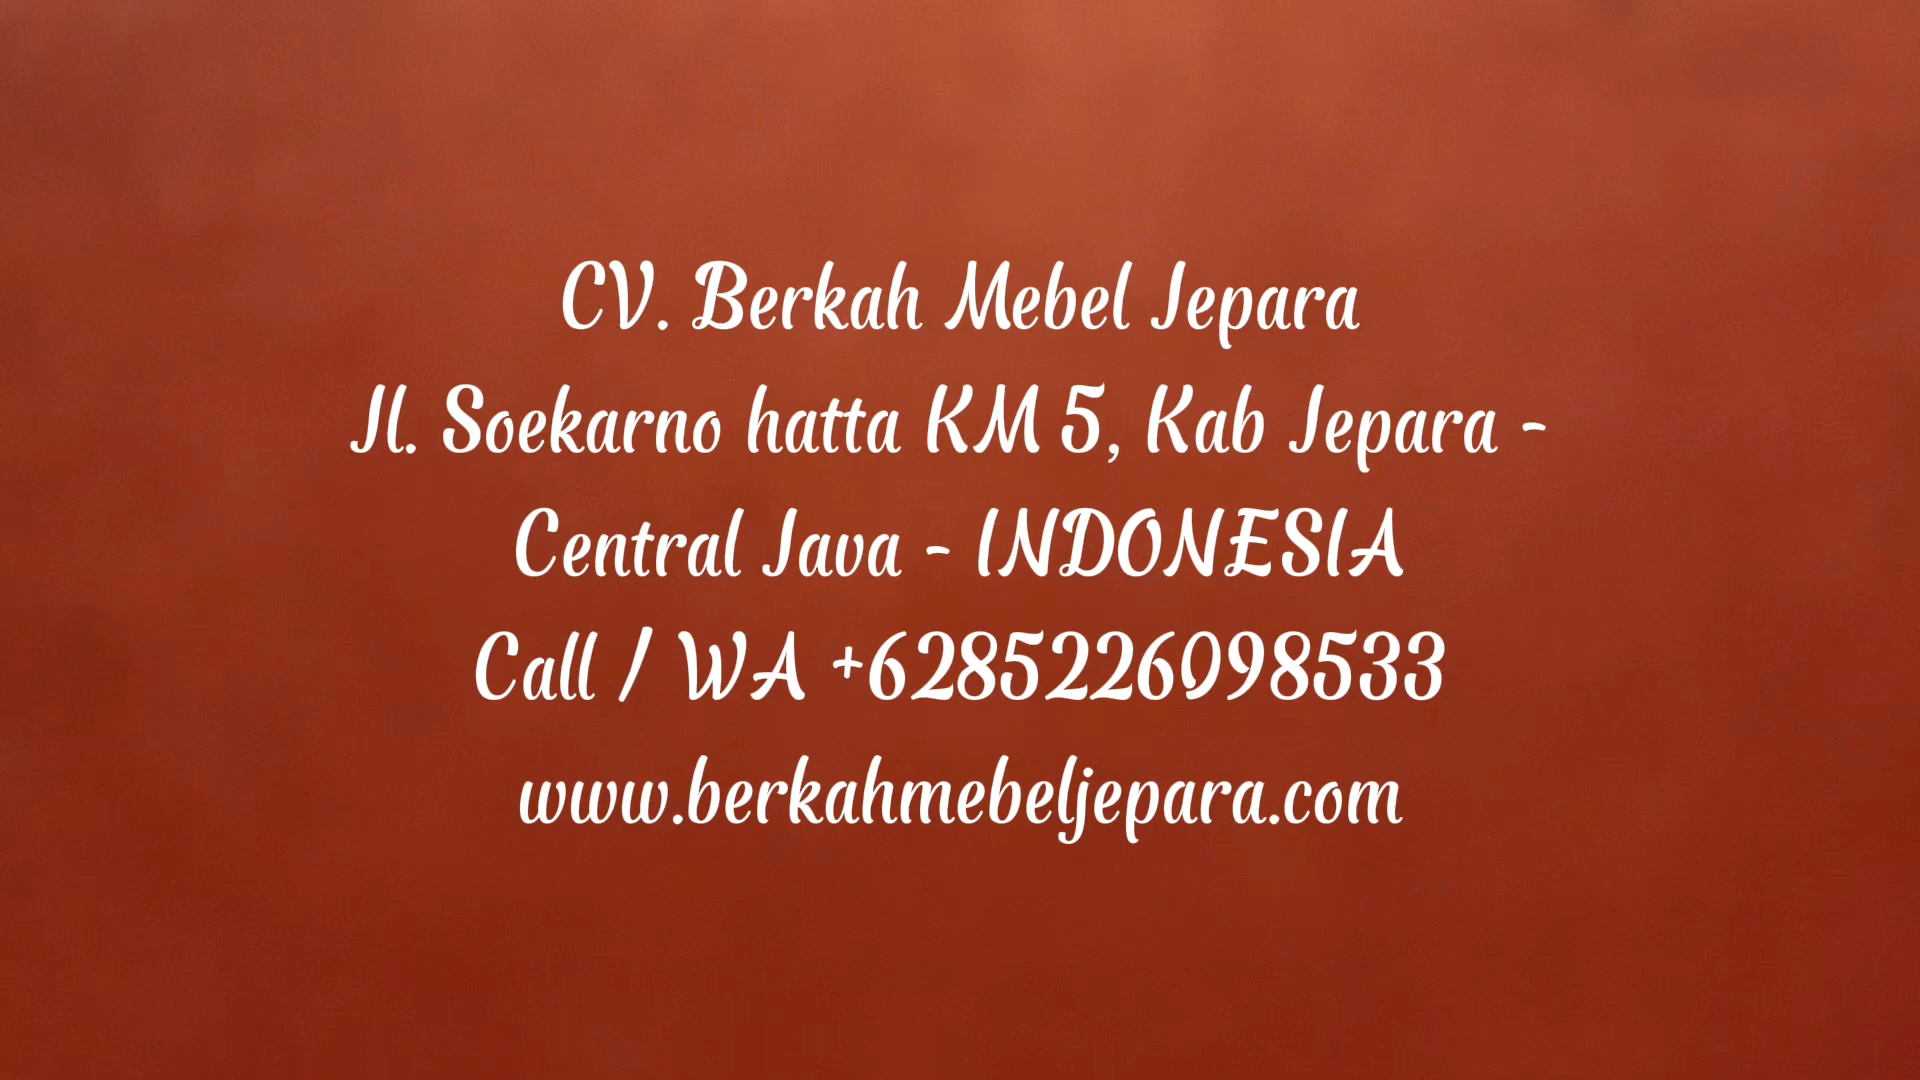 CV. Berkah Mebel Jepara
Jl. Soekarno hatta KM 5, Kab Jepara -
Central Java - INDONESIA
Call / WA +6285226098533
www.berkahmebeljepara.com